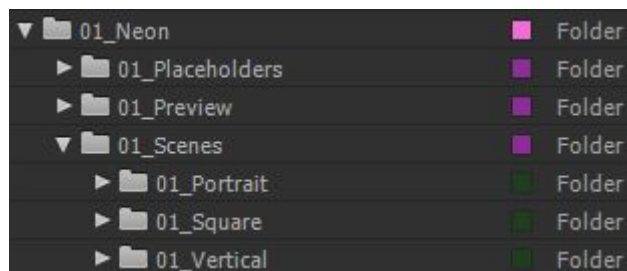 01_Neon Folder
01_Placeholders Folder
01_Preview Folder
01_Scenes Folder
01_Portrait Folder
01_Square Folder
01_Vertical Folder